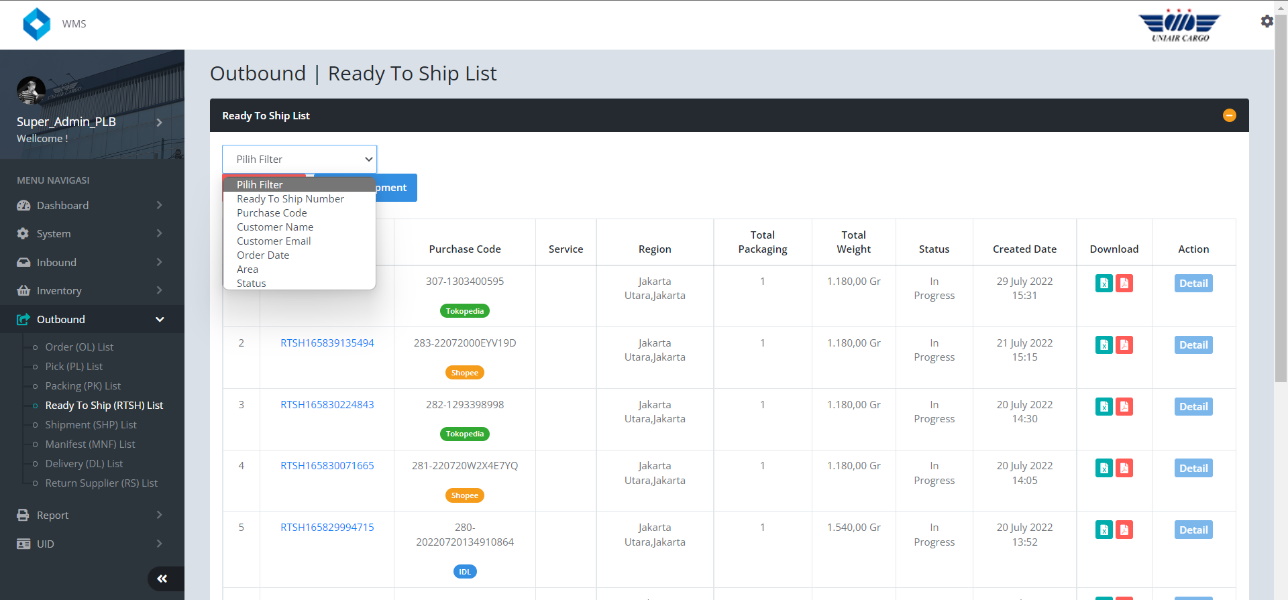 WMS
UNIAIR CARGO
Super_Admin_PLB
Wellcome !
MENU NAVIGASI
Dashboard
System
Inbound
Inventory
Outbound
Order (OL) List
Pick (PL) List
Packing (PK) List
Ready To Ship (RTSH) List
Shipment (SHP) List
Manifest (MNF) List
Delivery (DL) List
Return Supplier (RS) List
Report
UID
Outbound | Ready To Ship List
Ready To Ship List
Pilih Filter
Pilih Filter
Ready To Ship Number
Purchase Code
Customer Name
Customer Email
Order Date
Area
Status
Purchase Code
Service
Region
Total
Packaging
Total
Weight
Status
Created Date
Download
Action
307-1303400595
Tokopedia
Jakarta
Utara,Jakarta
1
1.180,00 Gr
In
Progress
29 July 2022
15:31
Detail
2
RTSH165839135494
283-22072000EYV19D
Shopee
Jakarta
Utara,Jakarta
1
1.180,00 Gr
In
Progress
21 July 2022
15:15
Detail
3
RTSH165830224843
282-1293398998
Tokopedia
Jakarta
Utara,Jakarta
1
1.180,00 Gr
In
Progress
20 July 2022
14:30
Detail
4
RTSH165830071665
281-220720W2X4E7YQ
Shopee
Jakarta
Utara,Jakarta
1
1.180,00 Gr
In
Progress
20 July 2022
14:05
Detail
5
RTSH165829994715
280-
20220720134910864
IDL
Jakarta
Utara,Jakarta
1
1.540,00 Gr
In
Progress
20 July 2022
13:52
Detail